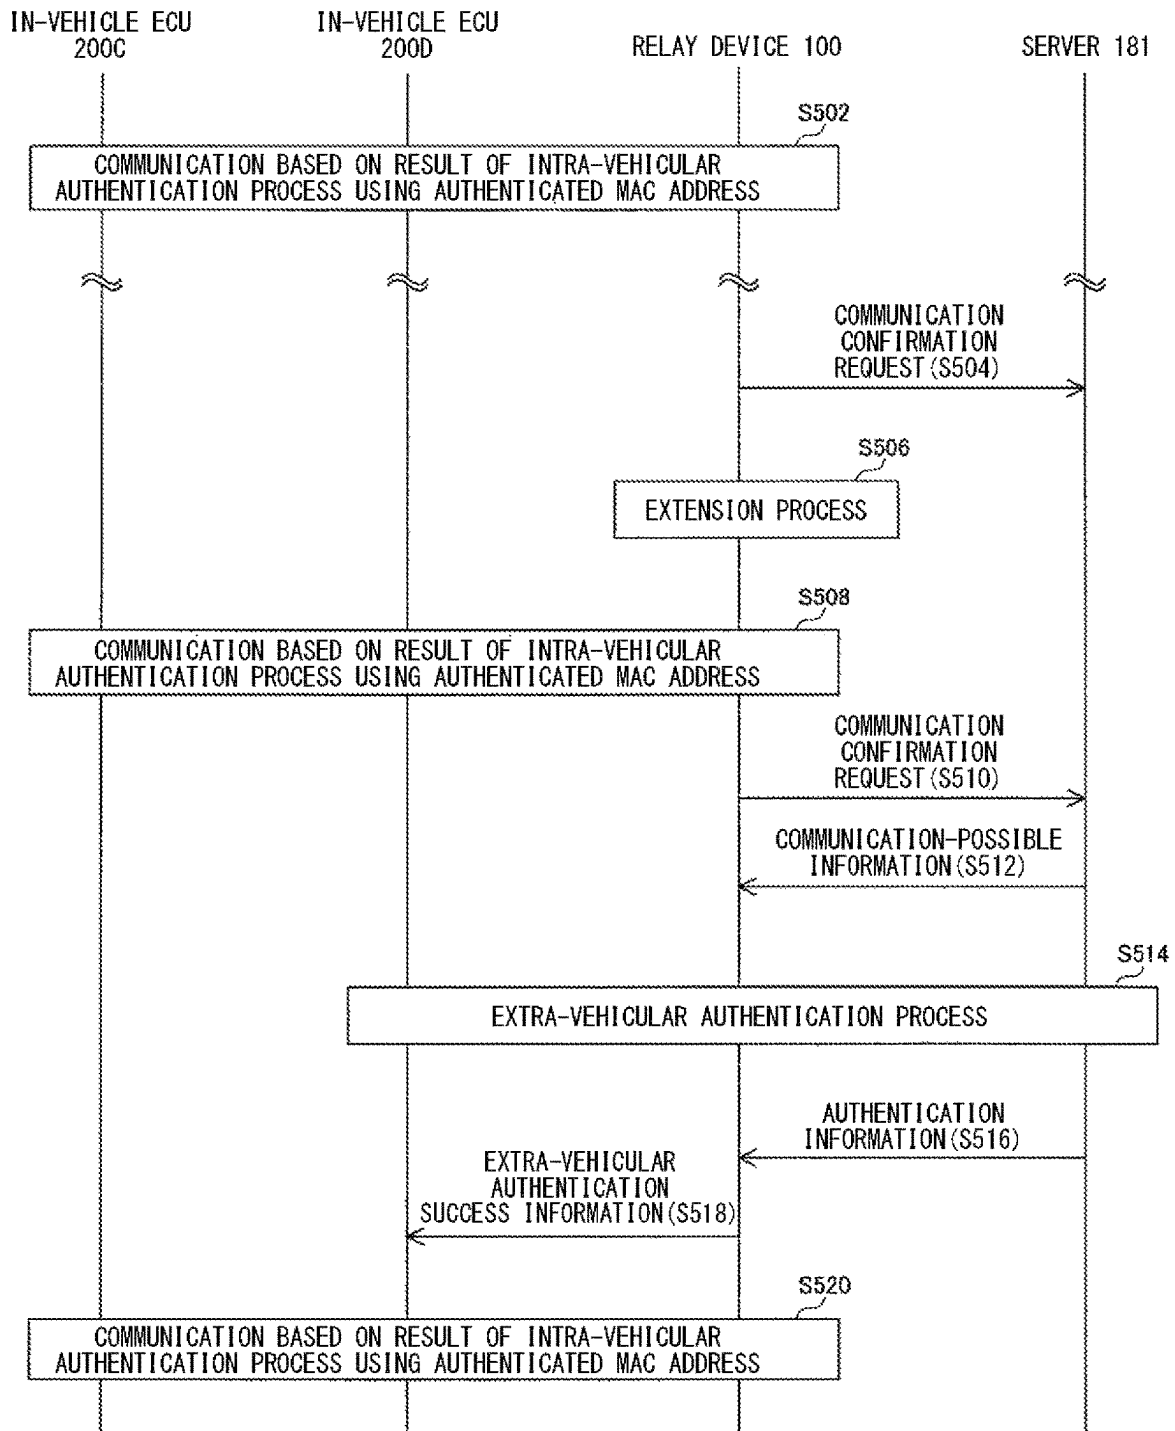 IN-VEHICLE ECU
200C
IN-VEHICLE ECU
200D
RELAY DEVICE 100
SERVER 181
S502
COMMUNICATION BASED ON RESULT OF INTRA-VEHICULAR
AUTHENTICATION PROCESS USING AUTHENTICATED MAC ADDRESS
COMMUNICATION
CONFIRMATION
REQUEST(S504)
S506
EXTENSION PROCESS
S508
COMMUNICATION BASED ON RESULT OF INTRA-VEHICULAR
AUTHENTICATION PROCESS USING AUTHENTICATED MAC ADDRESS
COMMUNICATION
CONFIRMATION
REQUEST(S510)
COMMUNICATION-POSSIBLE
INFORMATION(S512)
S514
EXTRA-VEHICULAR AUTHENTICATION PROCESS
AUTHENTICATION
INFORMATION(S516)
EXTRA-VEHICULAR
AUTHENTICATION
SUCCESS INFORMATION(S518)
S520
COMMUNICATION BASED ON RESULT OF INTRA-VEHICULAR
AUTHENTICATION PROCESS USING AUTHENTICATED MAC ADDRESS